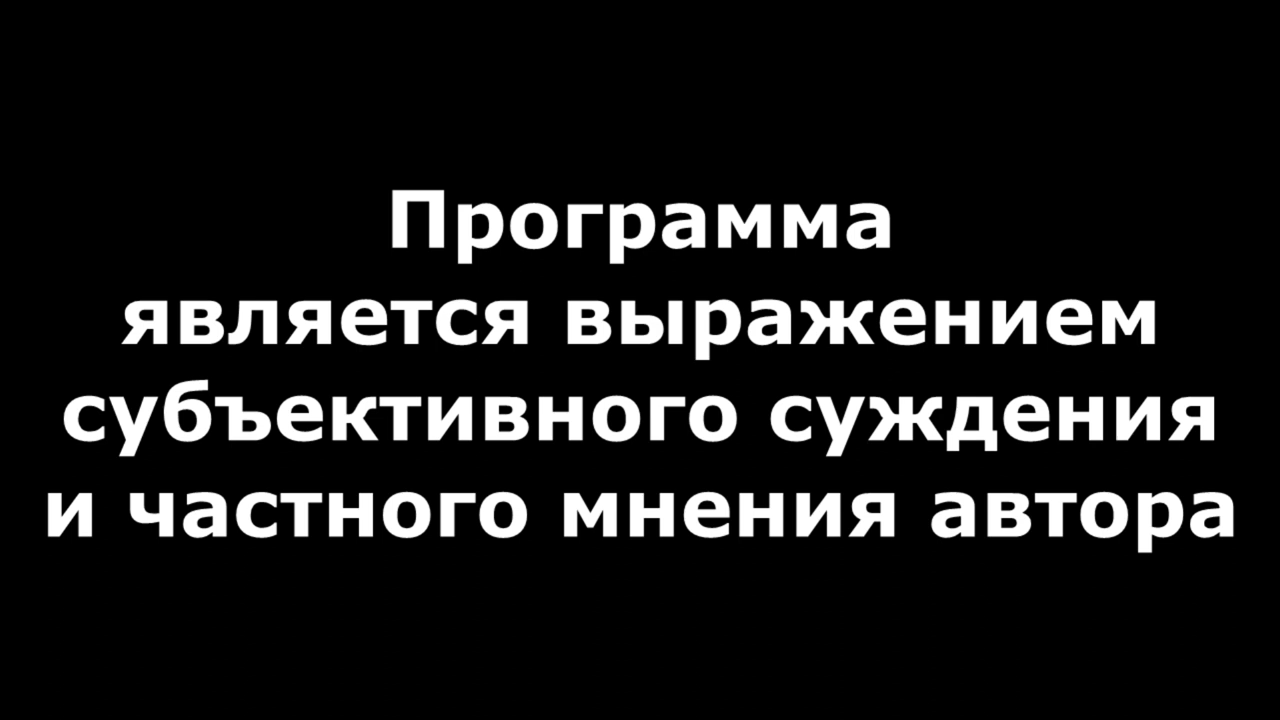 Программа
является выражением
субъективного суждения
и частного мнения автора